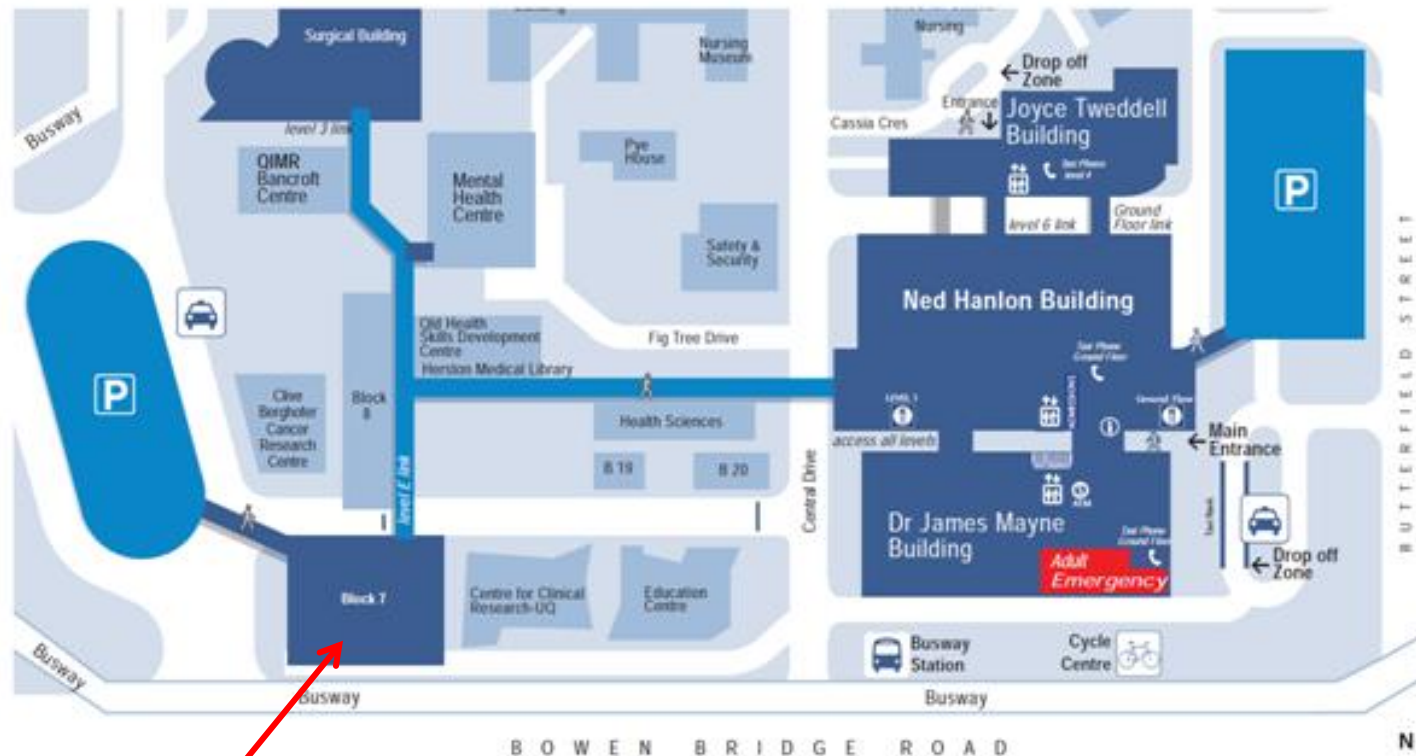 Surgical Building
Nursing
Museum
Nursing
Drop off
Zone
Entrance
Joyce Tweddell
Building
Cassia Cres
Busway
level 3 link
QIMR
Bancroft
Centre
Mental
Health
Centre
Pye
House
P
level 6 link
Ground
Floor link
Safety &
Security
Ned Hanlon Building
BUTTERFIELD STREET
Qld Health
Skills Development
Centre
Herston Medical Library
Fig Tree Drive
P
Clive
Berghofer
Cancer
Research
Centre
Block
8
Health Sciences
LEVEL 1
Ground Floor
access all levels
Main
Entrance
B 19
B 20
level E link
Central Drive
ATM
Dr James Mayne
Building
Adult
Emergency
Drop off
Zone
Block 7
Centre for Clinical
Research-UQ
Education
Centre
Busway
Station
Cycle
Centre
Busway
Busway
Busway
BOWEN BRIDGE ROAD
N